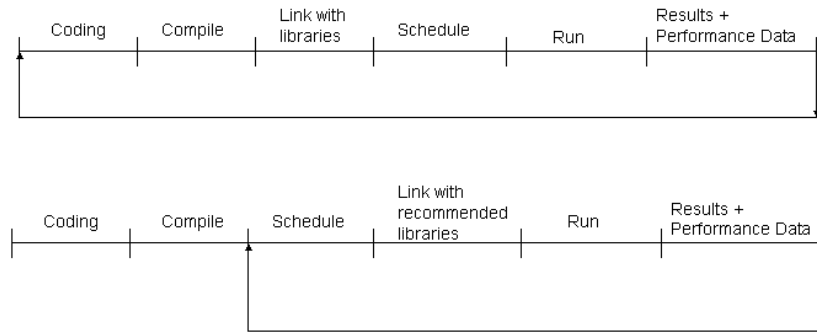 Coding
Compile
Link with
libraries
Schedule
Run
Results +
Performance Data
Coding
Compile
Schedule
Link with
recommended
libraries
Run
Results +
Performance Data